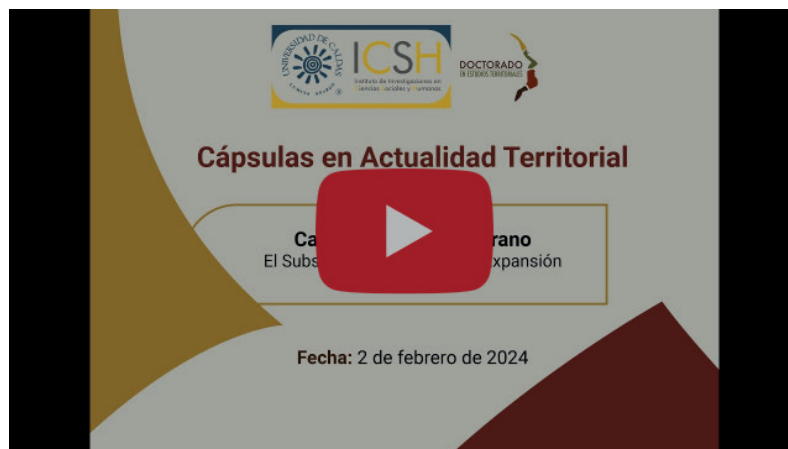 UNIVERSIDAD DE CALDAS
ICSH
Instituto de Investigaciones en
Ciencias Sociales y Humanas
DOCTORADO
EN ESTUDIOS TERRITORIALES
Cápsulas en Actualidad Territorial
Ca rano
El Subs xpansión
Fecha: 2 de febrero de 2024